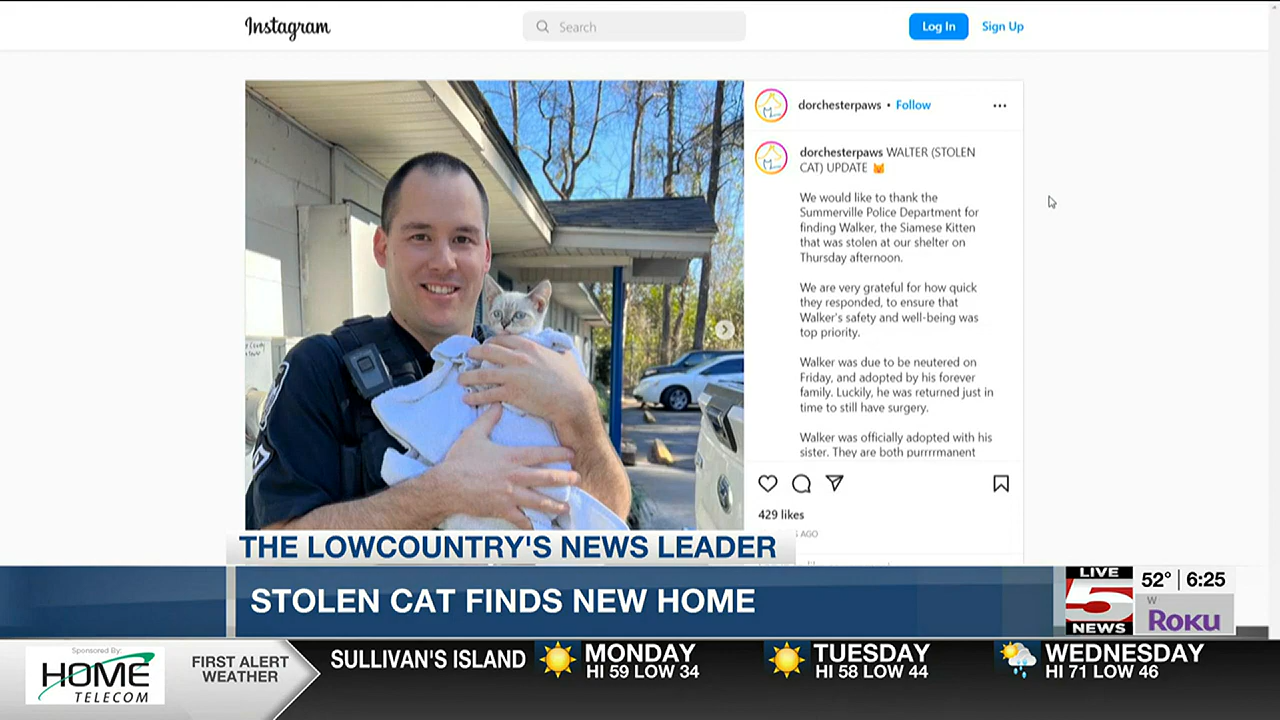 Instagram
Search
Log In
Sign Up
dorchesterpaws • Follow
dorchesterpaws WALTER (STOLEN
CAT) UPDATE
We would like to thank the
Summerville Police Department for
finding Walker, the Siamese Kitten
that was stolen at our shelter on
Thursday afternoon.
We are very grateful for how quick
they responded, to ensure that
Walker's safety and well-being was
top priority.
Walker was due to be neutered on
Friday, and adopted by his forever
family. Luckily, he was returned just in
time to still have surgery.
Walker was officially adopted with his
sister. They are both purrrrmanent
429 likes
AGO
THE LOWCOUNTRY'S NEWS LEADER
STOLEN CAT FINDS NEW HOME
LIVE
5
NEWS
52° | 6:25
W
ROKU
Sponsored By:
HOME
TELECOM
FIRST ALERT
WEATHER
SULLIVAN'S ISLAND
MONDAY
HI 59 LOW 34
TUESDAY
HI 58 LOW 44
WEDNESDAY
HI 71 LOW 46